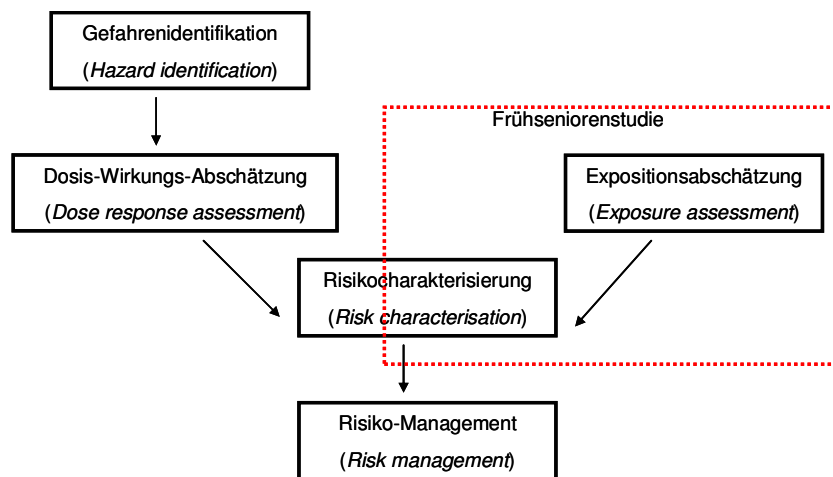 Gefahrenidentifikation
(Hazard identification)
Frühseniorenstudie
Dosis-Wirkungs-Abschätzung
(Dose response assessment)
Expositionsabschätzung
(Exposure assessment)
Risikocharakterisierung
(Risk characterisation)
Risiko-Management
(Risk management)